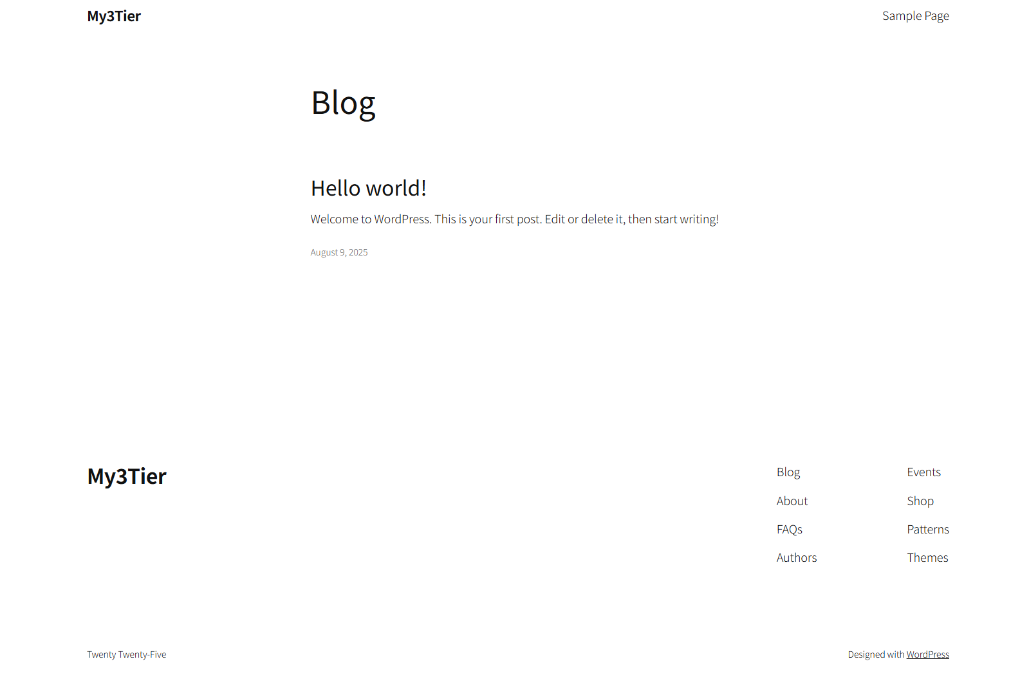 My3Tier
Sample Page
Blog
Hello world!
Welcome to WordPress. This is your first post. Edit or delete it, then start writing!
August 9, 2025
My3Tier
Blog
About
FAQs
Authors
Events
Shop
Patterns
Themes
Twenty Twenty-Five
Designed with WordPress